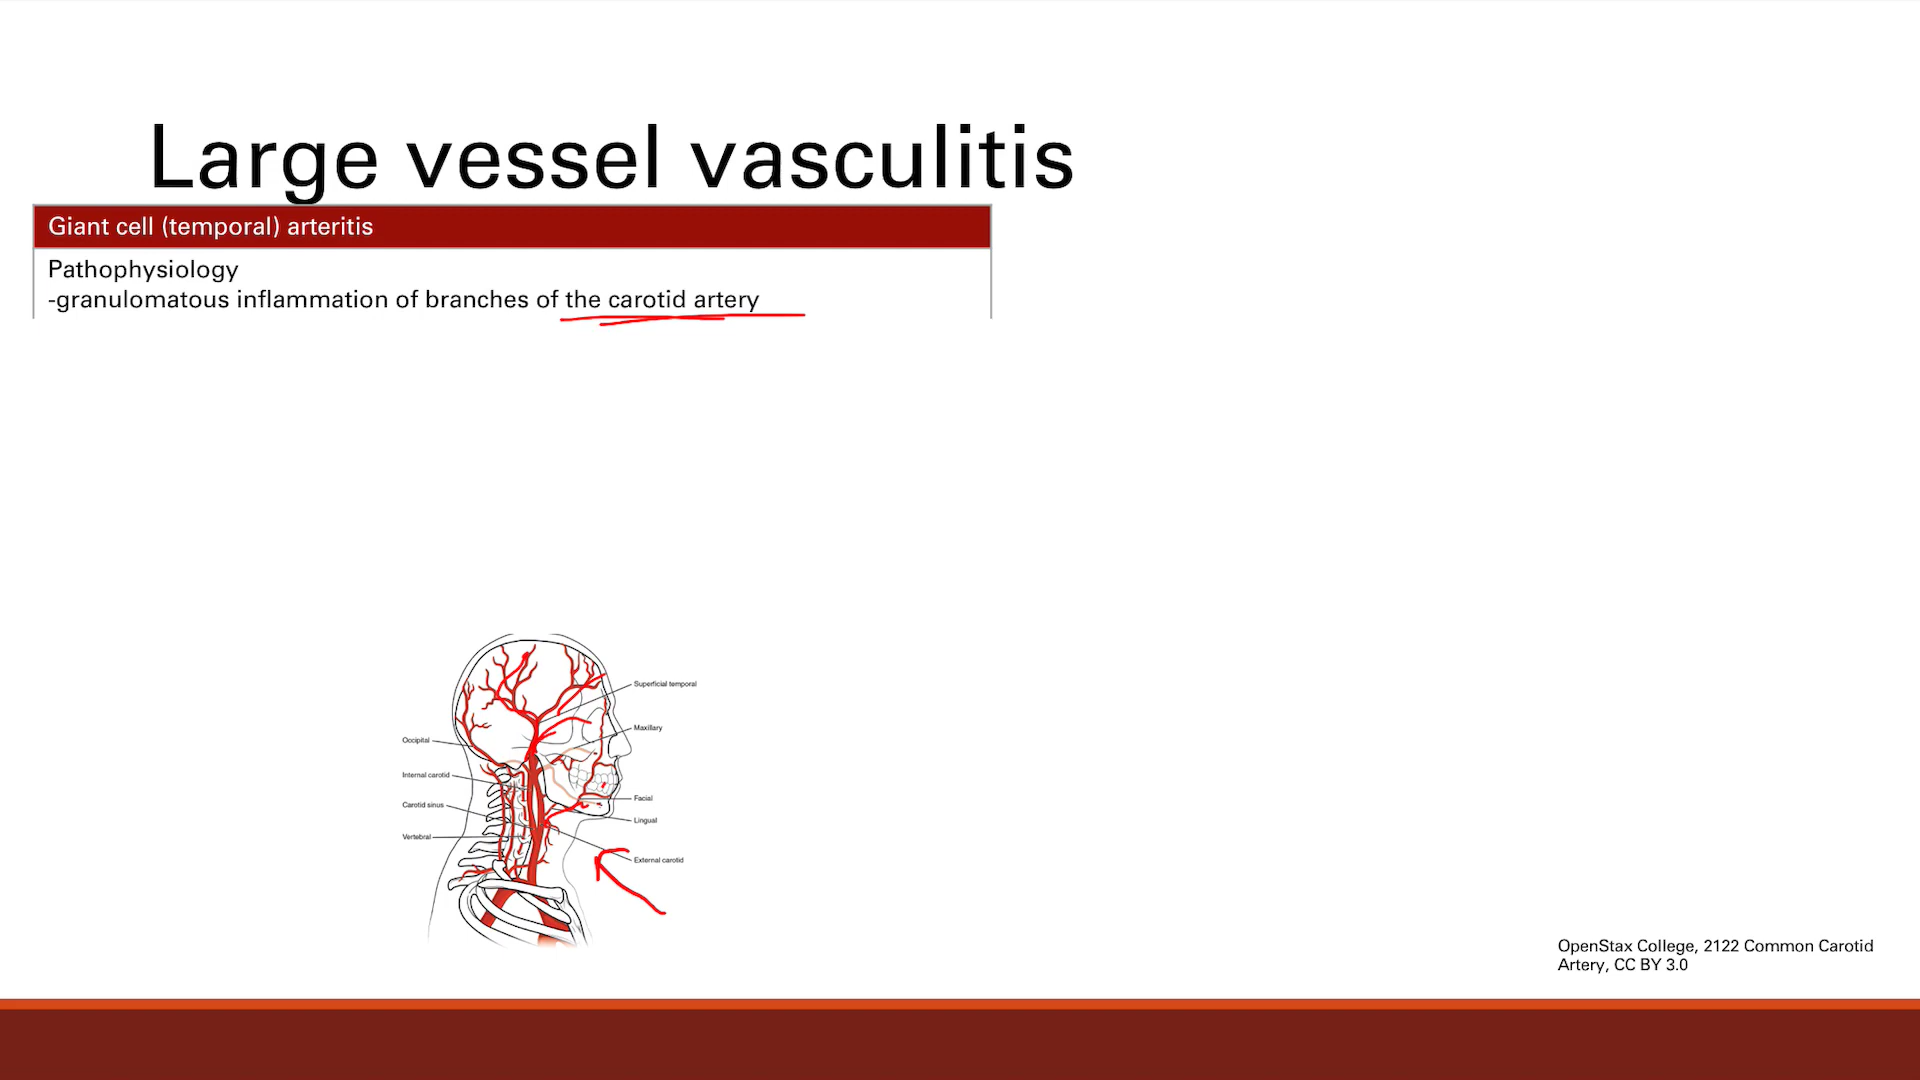 Large vessel vasculitis
Giant cell (temporal) arteritis
Pathophysiology
-granulomatous inflammation of branches of the carotid artery
Superficial temporal
Maxillary
Occipital
Internal carotid
Carotid sinus
Vertebral
Facial
Lingual
External carotid
OpenStax College, 2122 Common Carotid
Artery, CC BY 3.0